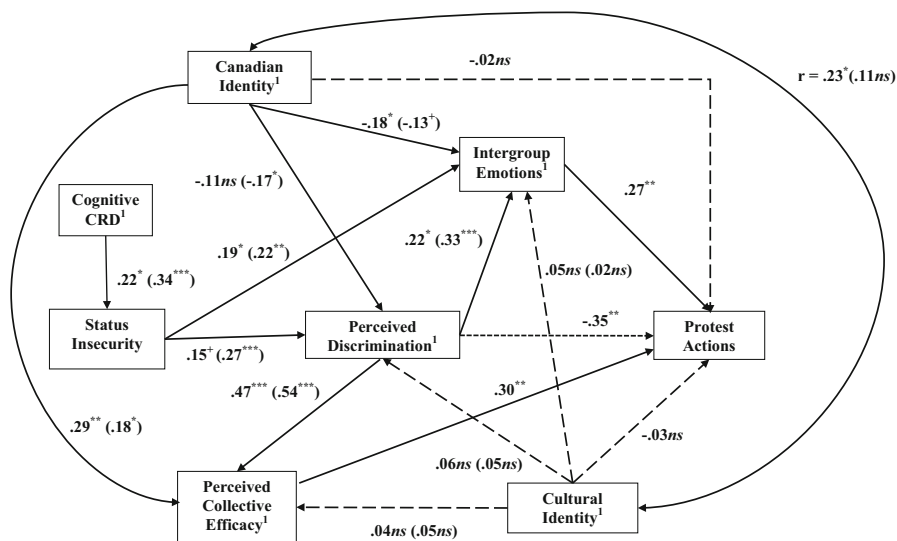 Canadian
Identity¹
-.02ns
r = .23*(.11ns)
-.18* (-.13⁺)
Intergroup
Emotions¹
-.11ns (-.17*)
Cognitive
CRD¹
.27**
.19* (.22**)
.22* (.33***)
.05ns (.02ns)
.22* (.34***)
Status
Insecurity
Perceived
Discrimination¹
-.35**
Protest
Actions
.15⁺ (.27***)
.47*** (.54***)
.30**
.29** (.18*)
-.03ns
.06ns (.05ns)
Perceived
Collective
Efficacy¹
Cultural
Identity¹
.04ns (.05ns)